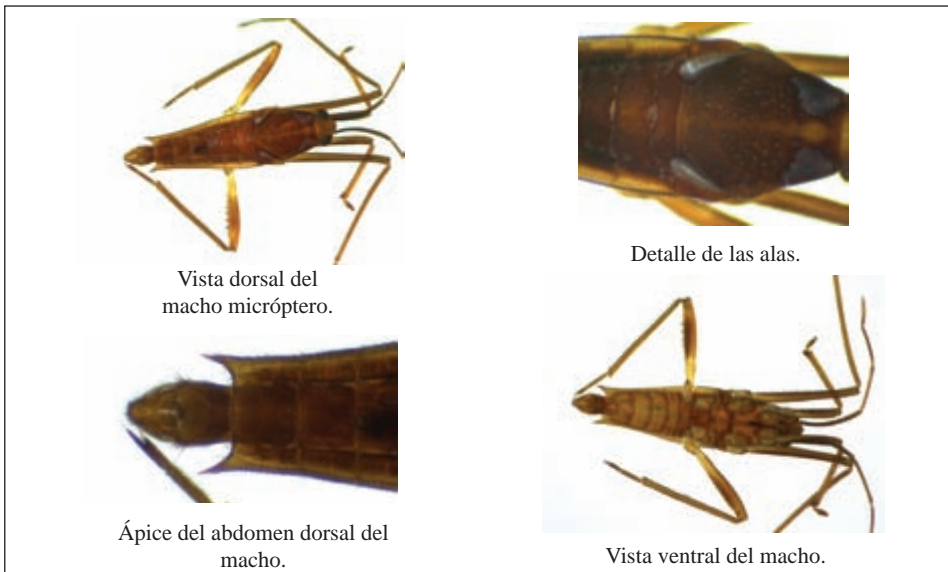 Vista dorsal del
macho micróptero.
Detalle de las alas.
Ápice del abdomen dorsal del
macho.
Vista ventral del macho.